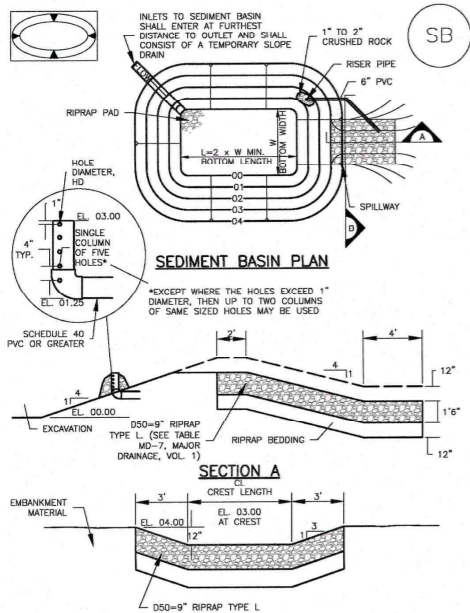 INLETS TO SEDIMENT BASIN
SHALL ENTER AT FURTHEST
DISTANCE TO OUTLET AND SHALL
CONSIST OF A TEMPORARY SLOPE
DRAIN
1" TO 2"
CRUSHED ROCK
RISER PIPE
6" PVC
SB
RIPRAP PAD
L=2 x W MIN.
BOTTOM LENGTH
W
BOTTOM WIDTH
00
01
02
03
04
A
SPILLWAY
HOLE
DIAMETER,
HD
1"
EL. 03.00
4"
TYP.
SINGLE
COLUMN
OF FIVE
HOLES*
EL. 01.25
SCHEDULE 40
PVC OR GREATER
SEDIMENT BASIN PLAN
*EXCEPT WHERE THE HOLES EXCEED 1"
DIAMETER, THEN UP TO TWO COLUMNS
OF SAME SIZED HOLES MAY BE USED
2'
4'
4
1
12"
1'6"
12"
4
1
EL. 00.00
EXCAVATION
D50=9" RIPRAP
TYPE L. (SEE TABLE
MD-7, MAJOR
DRAINAGE, VOL. 1)
RIPRAP BEDDING
SECTION A
CL
CREST LENGTH
3'
3'
EMBANKMENT
MATERIAL
EL. 04.00
EL. 03.00
AT CREST
12"
3
1
D50=9" RIPRAP TYPE L